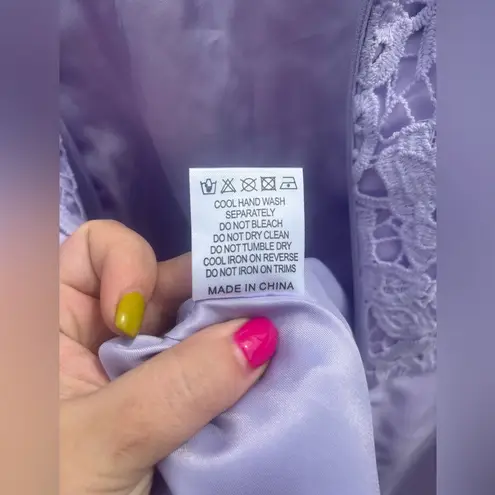 COOL HAND WASH
SEPARATELY
DO NOT BLEACH
DO NOT DRY CLEAN
DO NOT TUMBLE DRY
COOL IRON ON REVERSE
DO NOT IRON ON TRIMS
MADE IN CHINA